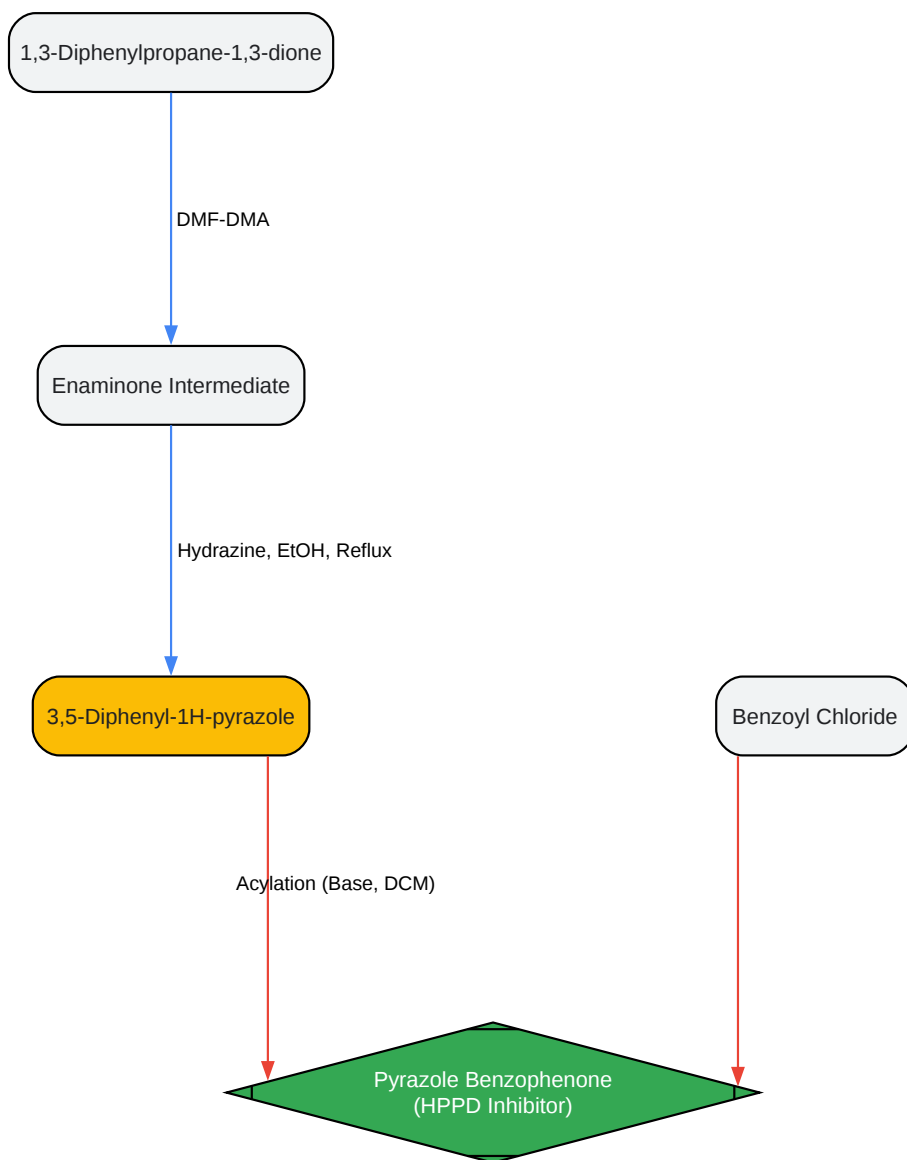 1,3-Diphenylpropane-1,3-dione
DMF-DMA
Enaminone Intermediate
Hydrazine, EtOH, Reflux
3,5-Diphenyl-1H-pyrazole
Benzoyl Chloride
Acylation (Base, DCM)
Pyrazole Benzophenone
(HPPD Inhibitor)